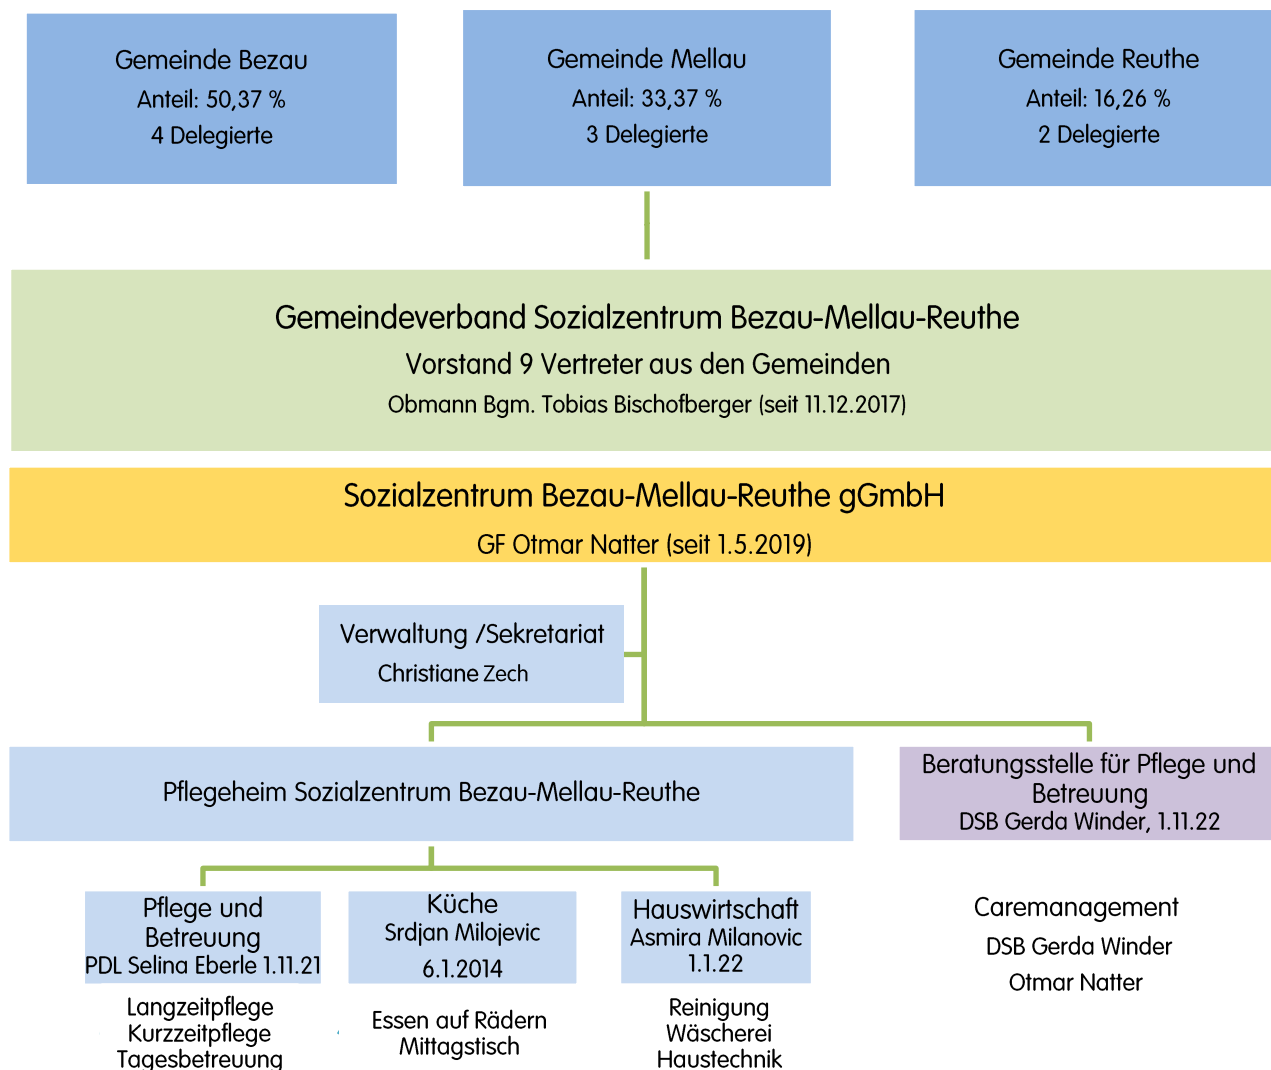 Gemeinde Bezau
Anteil: 50,37 %
4 Delegierte
Gemeinde Mellau
Anteil: 33,37 %
3 Delegierte
Gemeinde Reuthe
Anteil: 16,26 %
2 Delegierte
Gemeindeverband Sozialzentrum Bezau-Mellau-Reuthe
Vorstand 9 Vertreter aus den Gemeinden
Obmann Bgm. Tobias Bischofberger (seit 11.12.2017)
Sozialzentrum Bezau-Mellau-Reuthe gGmbH
GF Otmar Natter (seit 1.5.2019)
Verwaltung /Sekretariat
Christiane Zech
Pflegeheim Sozialzentrum Bezau-Mellau-Reuthe
Beratungsstelle für Pflege und
Betreuung
DSB Gerda Winder, 1.11.22
Pflege und
Betreuung
PDL Selina Eberle 1.11.21
Langzeitpflege
Kurzzeitpflege
Tagesbetreuung
Küche
Srdjan Milojevic
6.1.2014
Essen auf Rädern
Mittagstisch
Hauswirtschaft
Asmira Milanovic
1.1.22
Reinigung
Wäscherei
Haustechnik
Caremanagement
DSB Gerda Winder
Otmar Natter